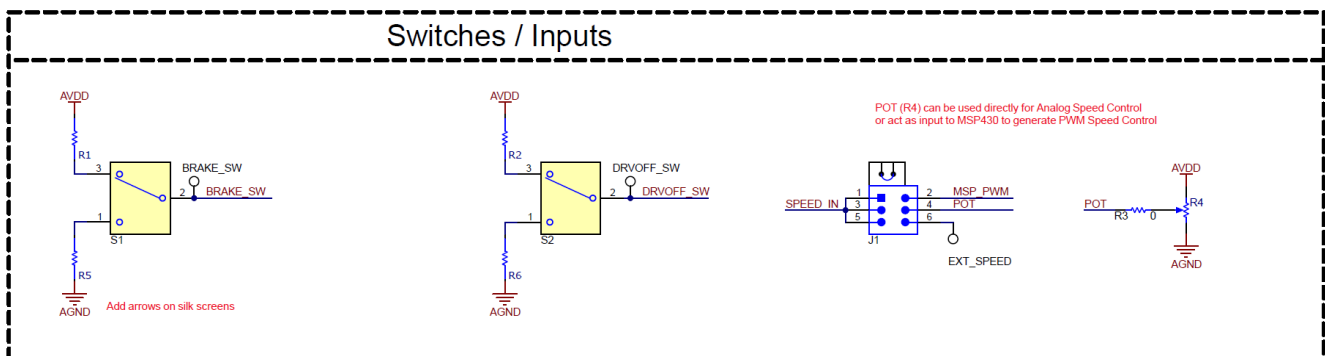 Switches / Inputs
AVDD
R1
3
BRAKE_SW
2
BRAKE_SW
1
S1
R5
AGND
Add arrows on silk screens
AVDD
R2
3
DRVOFF_SW
2
DRVOFF_SW
1
S2
R6
AGND
POT (R4) can be used directly for Analog Speed Control
or act as input to MSP430 to generate PWM Speed Control
SPEED_IN
1
3
5
2
4
6
MSP_PWM
POT
J1
EXT_SPEED
AVDD
POT
R3
0
R4
AGND